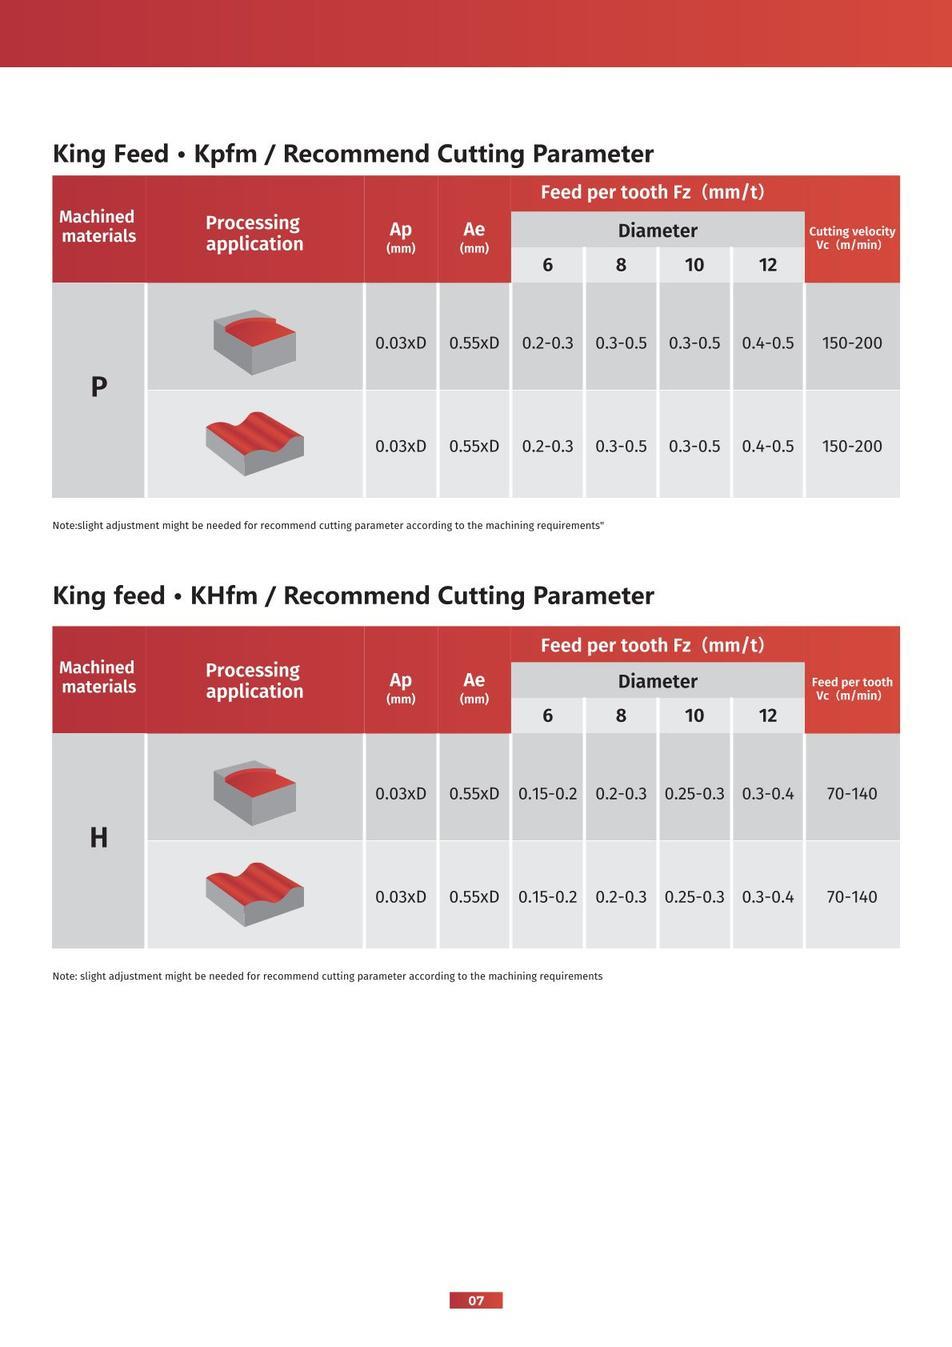 King Feed • Kpfm / Recommend Cutting Parameter
Machined materials
Processing application
Ap (mm)
Ae (mm)
Feed per tooth Fz（mm/t）
Diameter
6 8 10 12
Cutting velocity Vc（m/min）
P
0.03xD 0.55xD 0.2-0.3 0.3-0.5 0.3-0.5 0.4-0.5 150-200
0.03xD 0.55xD 0.2-0.3 0.3-0.5 0.3-0.5 0.4-0.5 150-200
Note:slight adjustment might be needed for recommend cutting parameter according to the machining requirements"
King feed • KHfm / Recommend Cutting Parameter
Machined materials
Processing application
Ap (mm)
Ae (mm)
Feed per tooth Fz（mm/t）
Diameter
6 8 10 12
Feed per tooth Vc（m/min）
H
0.03xD 0.55xD 0.15-0.2 0.2-0.3 0.25-0.3 0.3-0.4 70-140
0.03xD 0.55xD 0.15-0.2 0.2-0.3 0.25-0.3 0.3-0.4 70-140
Note: slight adjustment might be needed for recommend cutting parameter according to the machining requirements
07